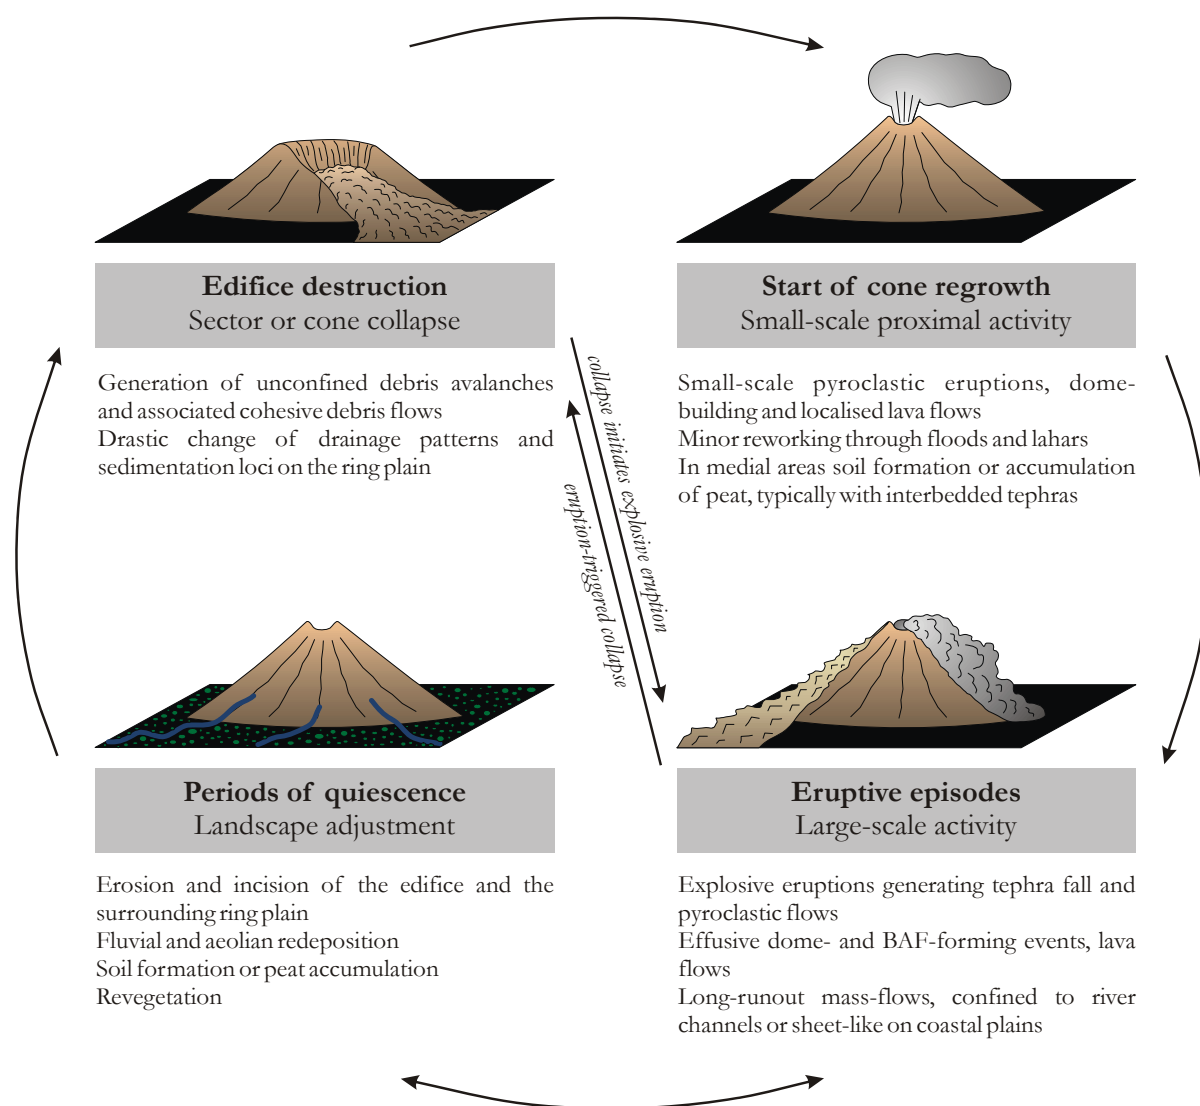 Edifice destruction
Sector or cone collapse
Generation of unconfined debris avalanches
and associated cohesive debris flows
Drastic change of drainage patterns and
sedimentation loci on the ring plain
Start of cone regrowth
Small-scale proximal activity
Small-scale pyroclastic eruptions, dome-
building and localised lava flows
Minor reworking through floods and lahars
In medial areas soil formation or accumulation
of peat, typically with interbedded tephras
collapse initiates explosive eruption
eruption-triggered collapse
Periods of quiescence
Landscape adjustment
Erosion and incision of the edifice and the
surrounding ring plain
Fluvial and aeolian redeposition
Soil formation or peat accumulation
Revegetation
Eruptive episodes
Large-scale activity
Explosive eruptions generating tephra fall and
pyroclastic flows
Effusive dome- and BAF-forming events, lava
flows
Long-runout mass-flows, confined to river
channels or sheet-like on coastal plains